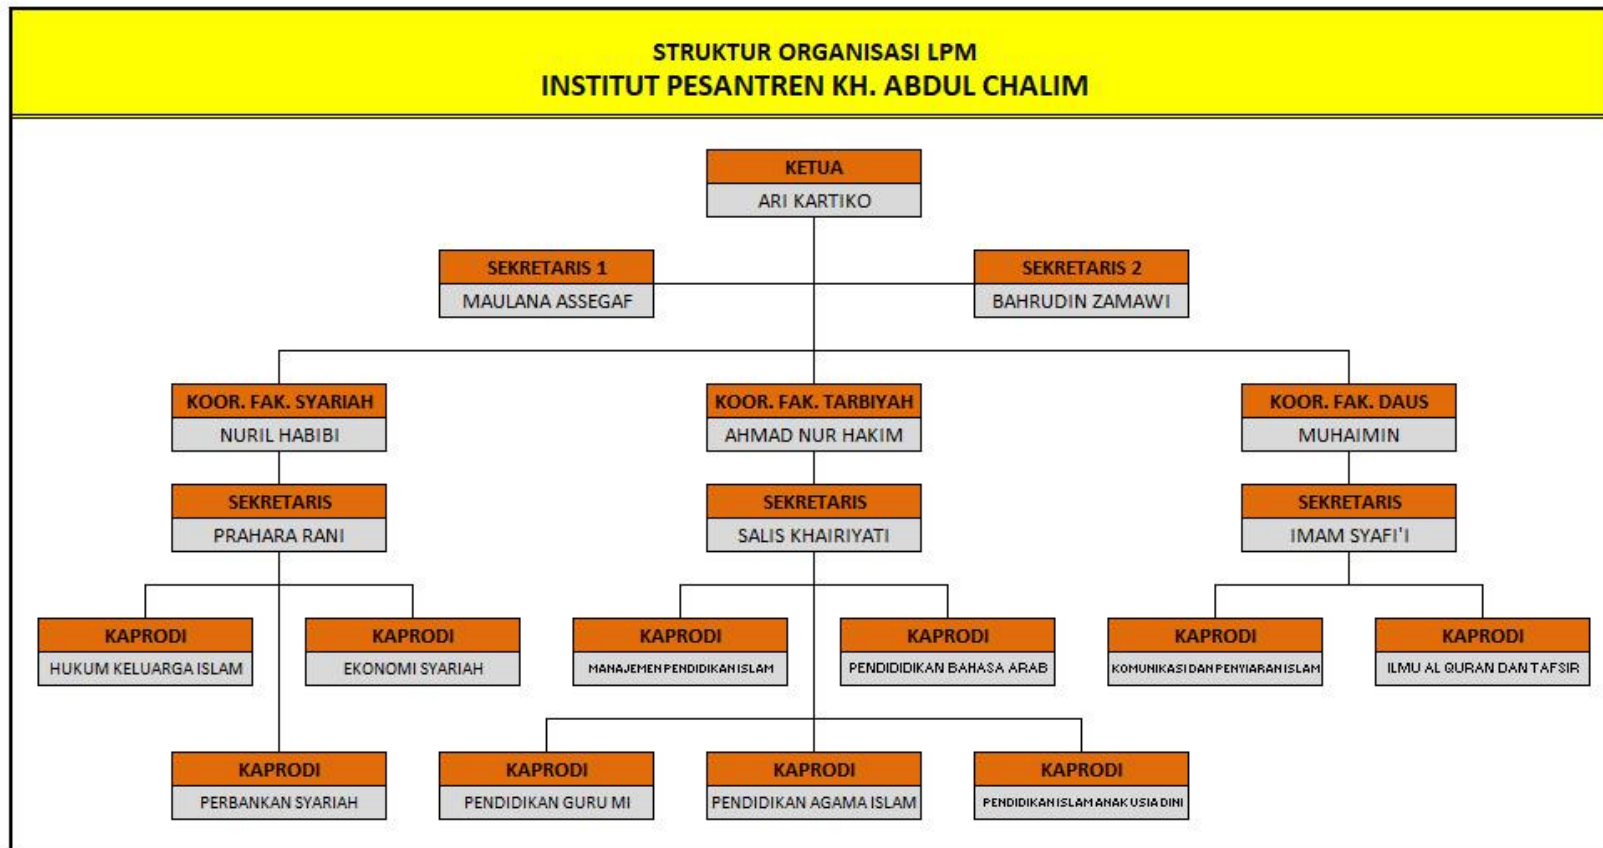 STRUKTUR ORGANISASI LPM
INSTITUT PESANTREN KH. ABDUL CHALIM
KETUA
ARI KARTIKO
SEKRETARIS 1
MAULANA ASSEGAF
SEKRETARIS 2
BAHRUDIN ZAMAWI
KOOR. FAK. SYARIAH
NURIL HABIBI
KOOR. FAK. TARBIYAH
AHMAD NUR HAKIM
KOOR. FAK. DAUS
MUHAIMIN
SEKRETARIS
PRAHARA RANI
SEKRETARIS
SALIS KHAIRIYATI
SEKRETARIS
IMAM SYAFI'I
KAPRODI
HUKUM KELUARGA ISLAM
KAPRODI
EKONOMI SYARIAH
KAPRODI
MANAJEMEN PENDIDIKAN ISLAM
KAPRODI
PENDIDIDIKAN BAHASA ARAB
KAPRODI
KOMUNIKASI DAN PENYIARAN ISLAM
KAPRODI
ILMU AL QURAN DAN TAFSIR
KAPRODI
PERBANKAN SYARIAH
KAPRODI
PENDIDIKAN GURU MI
KAPRODI
PENDIDIKAN AGAMA ISLAM
KAPRODI
PENDIDIKAN ISLAM ANAK USIA DINI